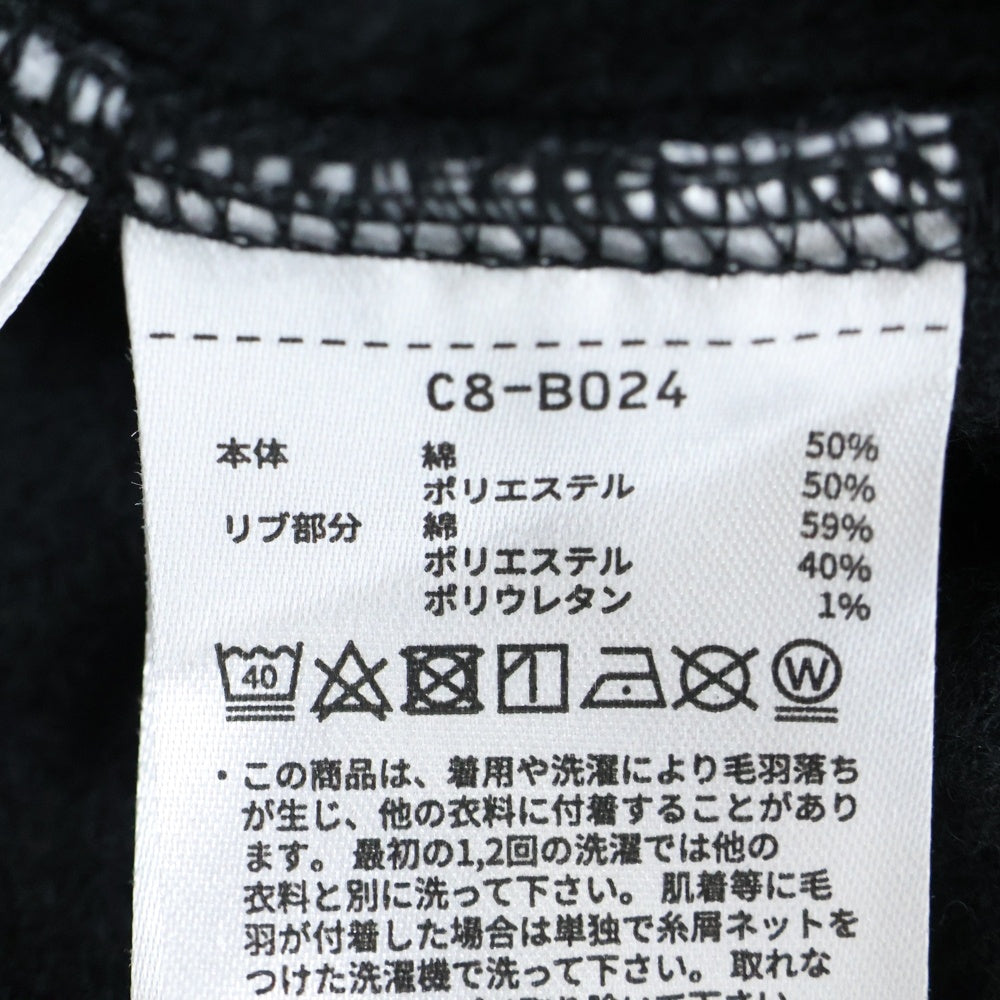 C8-B024
本体 綿 50%
ポリエステル 50%
リブ部分 綿 59%
ポリエステル 40%
ポリウレタン 1%
40 W
・この商品は、着用や洗濯により毛羽落ち
が生じ、他の衣料に付着することがあり
ます。最初の1,2回の洗濯では他の
衣料と別に洗って下さい。肌着等に毛
羽が付着した場合は単独で糸屑ネットを
つけた洗濯機で洗って下さい。取れな